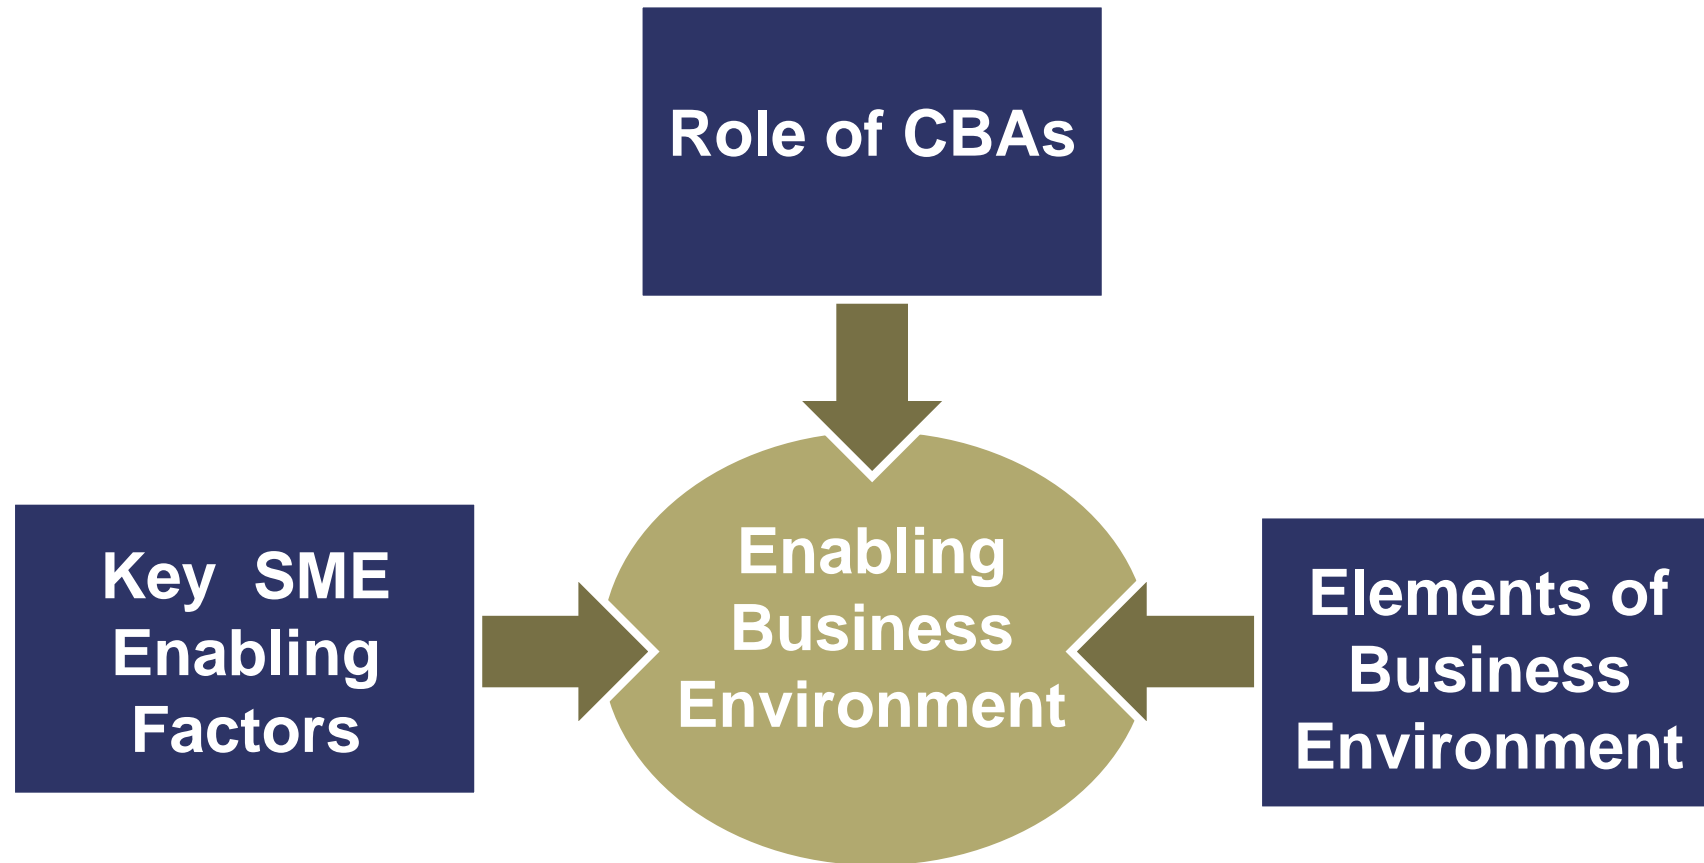 Role of CBAs
Key  SME
Enabling
Factors
Enabling
Business
Environment
Elements of
Business
Environment